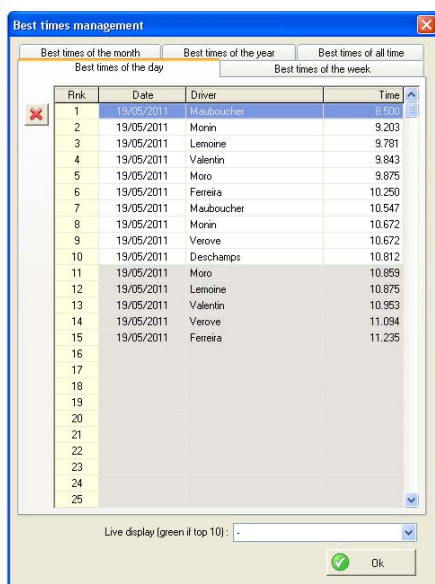 Best times management
Best times of the month Best times of the year Best times of all time
Best times of the day Best times of the week
Rnk Date Driver Time
1 19/05/2011 Mauboucher 8.500
2 19/05/2011 Monin 9.203
3 19/05/2011 Lemoine 9.781
4 19/05/2011 Valentin 9.843
5 19/05/2011 Moro 9.875
6 19/05/2011 Ferreira 10.250
7 19/05/2011 Mauboucher 10.547
8 19/05/2011 Monin 10.672
9 19/05/2011 Verove 10.672
10 19/05/2011 Deschamps 10.812
11 19/05/2011 Moro 10.859
12 19/05/2011 Lemoine 10.875
13 19/05/2011 Valentin 10.953
14 19/05/2011 Verove 11.094
15 19/05/2011 Ferreira 11.235
16
17
18
19
20
21
22
23
24
25
Live display (green if top 10) : -
Ok